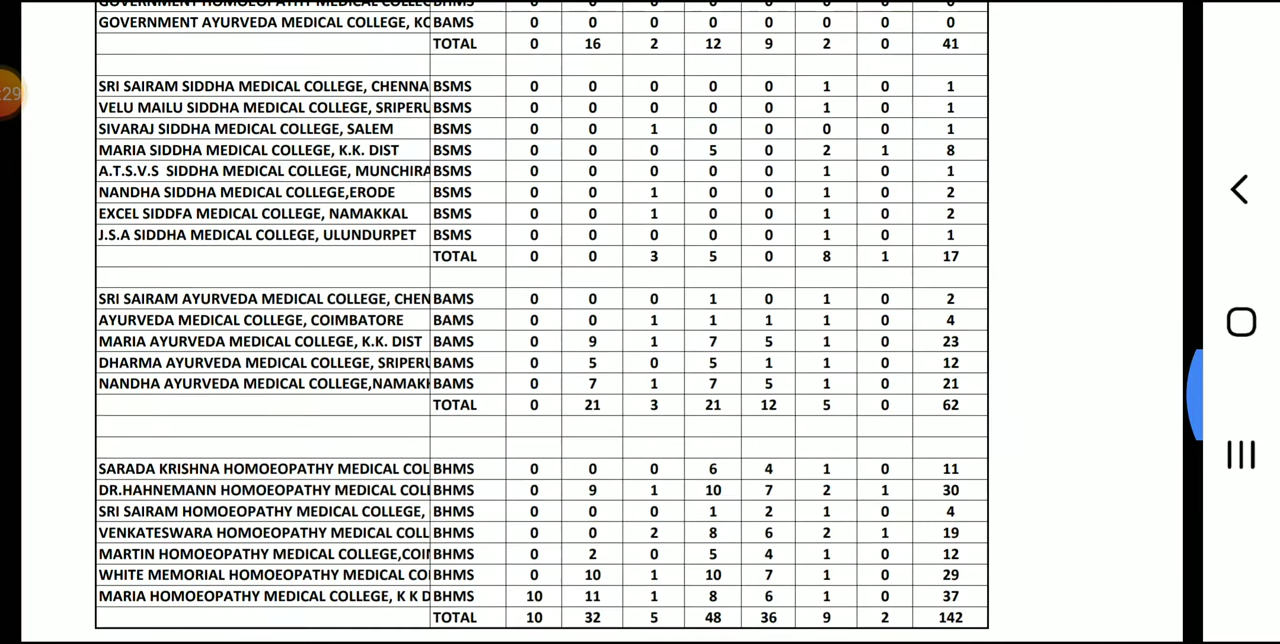 GOVERNMENT HOMOEOPATHY MEDICAL COLLEG BHMS 0 0 0 0 0 0 0 0
GOVERNMENT AYURVEDA MEDICAL COLLEGE, KO BAMS 0 0 0 0 0 0 0 0
TOTAL 0 16 2 12 9 2 0 41
SRI SAIRAM SIDDHA MEDICAL COLLEGE, CHENNA BSMS 0 0 0 0 0 1 0 1
VELU MAILU SIDDHA MEDICAL COLLEGE, SRIPERU BSMS 0 0 0 0 0 1 0 1
SIVARAJ SIDDHA MEDICAL COLLEGE, SALEM BSMS 0 0 1 0 0 0 0 1
MARIA SIDDHA MEDICAL COLLEGE, K.K. DIST BSMS 0 0 0 5 0 2 1 8
A.T.S.V.S SIDDHA MEDICAL COLLEGE, MUNCHIRA BSMS 0 0 0 0 0 1 0 1
NANDHA SIDDHA MEDICAL COLLEGE,ERODE BSMS 0 0 1 0 0 1 0 2
EXCEL SIDDFA MEDICAL COLLEGE, NAMAKKAL BSMS 0 0 1 0 0 1 0 2
J.S.A SIDDHA MEDICAL COLLEGE, ULUNDURPET BSMS 0 0 0 0 0 1 0 1
TOTAL 0 0 3 5 0 8 1 17
SRI SAIRAM AYURVEDA MEDICAL COLLEGE, CHEN BAMS 0 0 0 1 0 1 0 2
AYURVEDA MEDICAL COLLEGE, COIMBATORE BAMS 0 0 1 1 1 1 0 4
MARIA AYURVEDA MEDICAL COLLEGE, K.K. DIST BAMS 0 9 1 7 5 1 0 23
DHARMA AYURVEDA MEDICAL COLLEGE, SRIPERU BAMS 0 5 0 5 1 1 0 12
NANDHA AYURVEDA MEDICAL COLLEGE,NAMAKK BAMS 0 7 1 7 5 1 0 21
TOTAL 0 21 3 21 12 5 0 62
SARADA KRISHNA HOMOEOPATHY MEDICAL COL BHMS 0 0 0 6 4 1 0 11
DR.HAHNEMANN HOMOEOPATHY MEDICAL COLL BHMS 0 9 1 10 7 2 1 30
SRI SAIRAM HOMOEOPATHY MEDICAL COLLEGE, BHMS 0 0 0 1 2 1 0 4
VENKATESWARA HOMOEOPATHY MEDICAL COLL BHMS 0 0 2 8 6 2 1 19
MARTIN HOMOEOPATHY MEDICAL COLLEGE,COIM BHMS 0 2 0 5 4 1 0 12
WHITE MEMORIAL HOMOEOPATHY MEDICAL CO BHMS 0 10 1 10 7 1 0 29
MARIA HOMOEOPATHY MEDICAL COLLEGE, K K D BHMS 10 11 1 8 6 1 0 37
TOTAL 10 32 5 48 36 9 2 142
:29